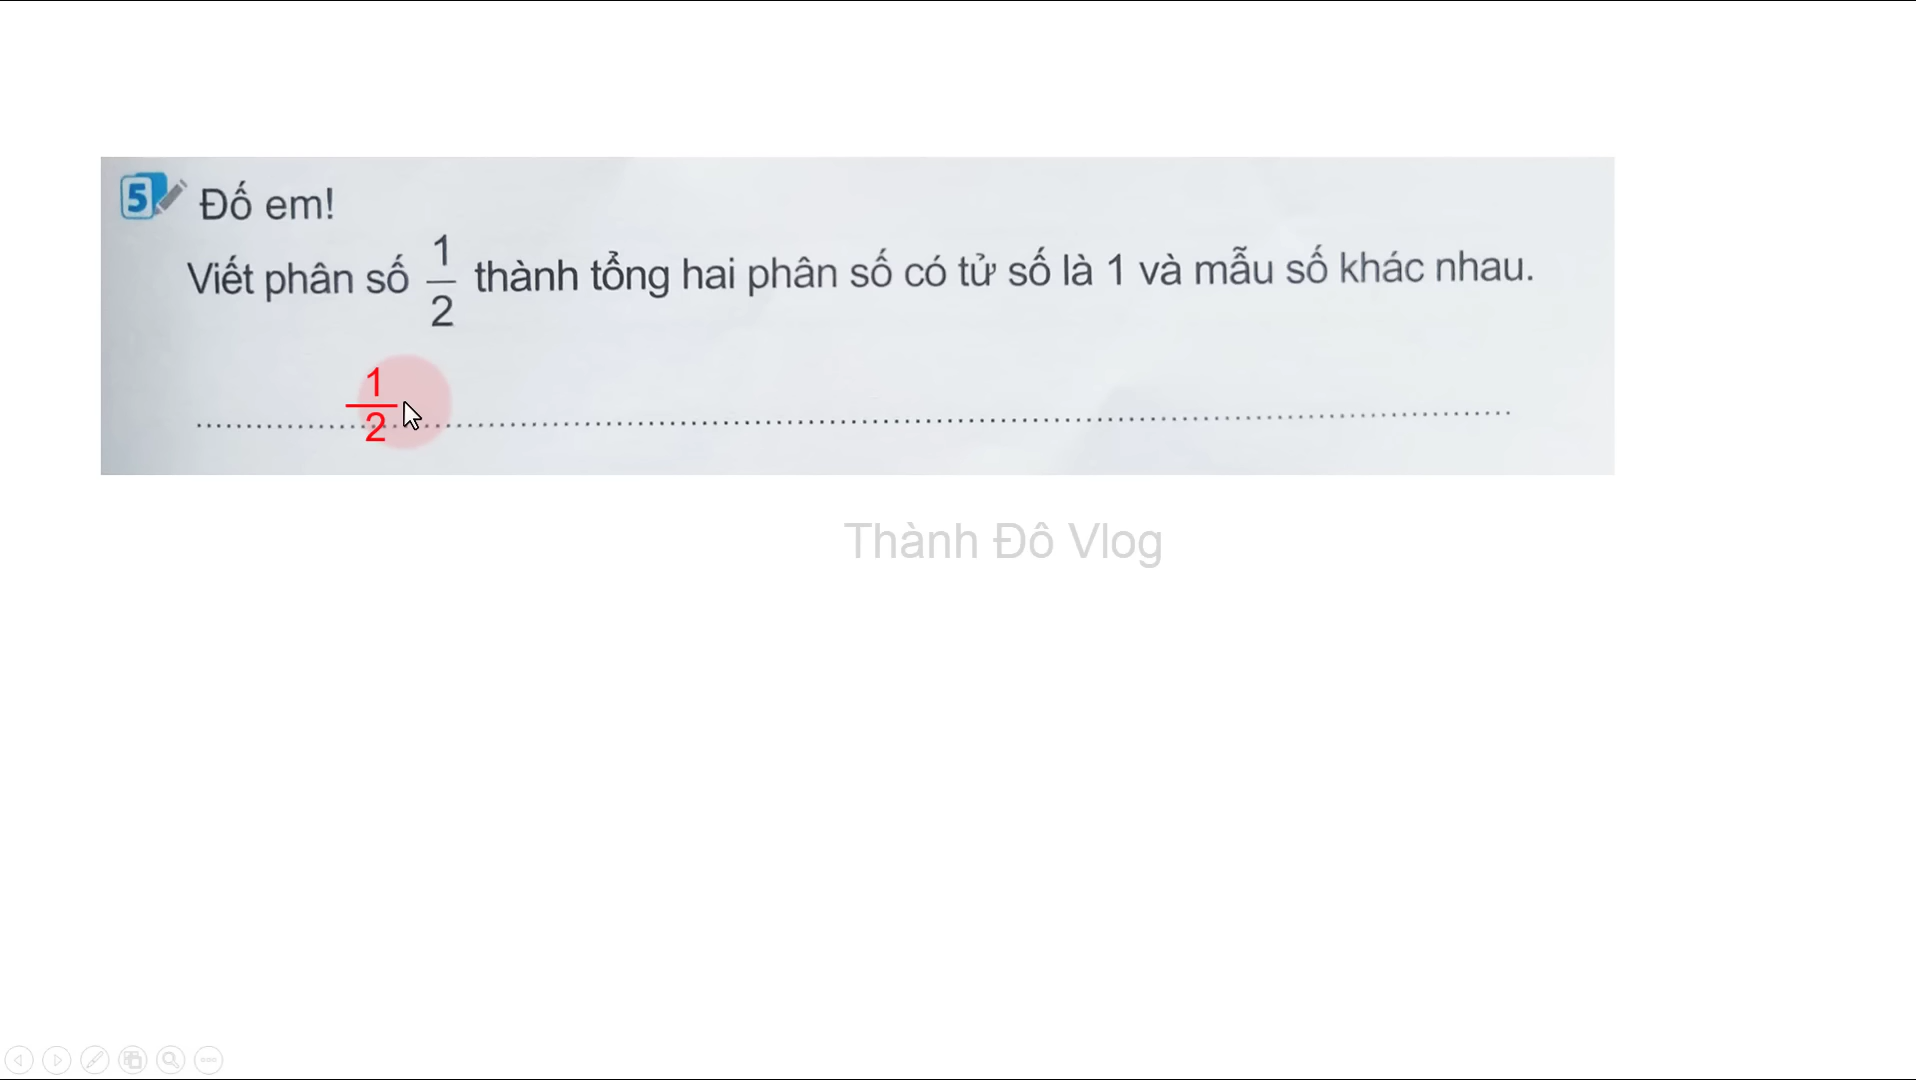 5 Đố em!
Viết phân số 1/2 thành tổng hai phân số có tử số là 1 và mẫu số khác nhau.
1/2
Thành Đô Vlog